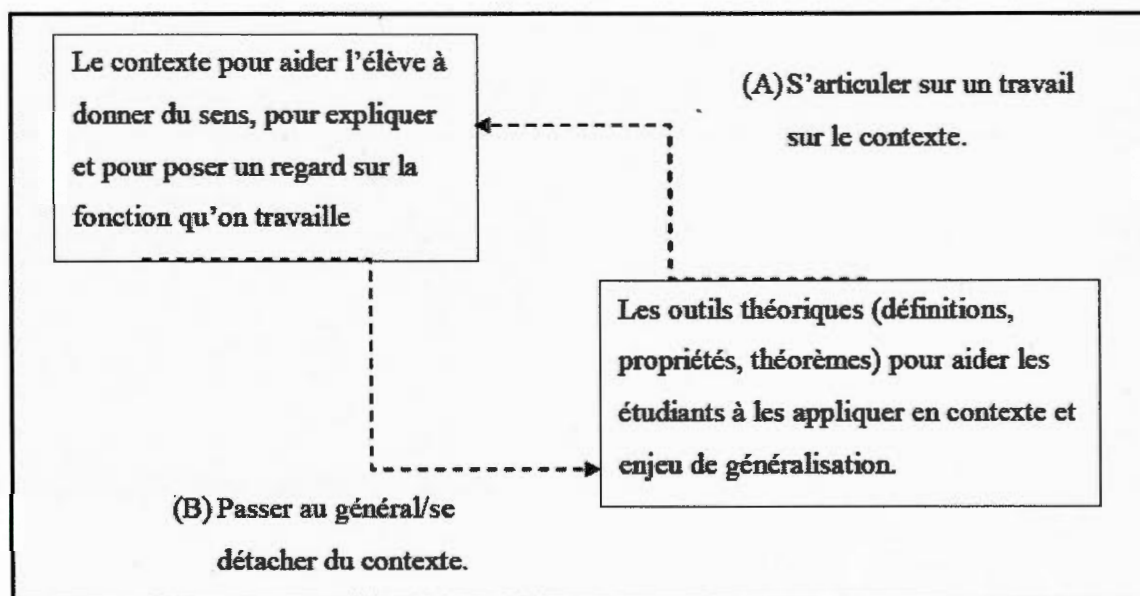 Le contexte pour aider l'élève à
donner du sens, pour expliquer
et pour poser un regard sur la
fonction qu'on travaille
(A) S'articuler sur un travail
sur le contexte.
Les outils théoriques (définitions,
propriétés, théorèmes) pour aider les
étudiants à les appliquer en contexte et
enjeu de généralisation.
(B) Passer au général/se
détacher du contexte.